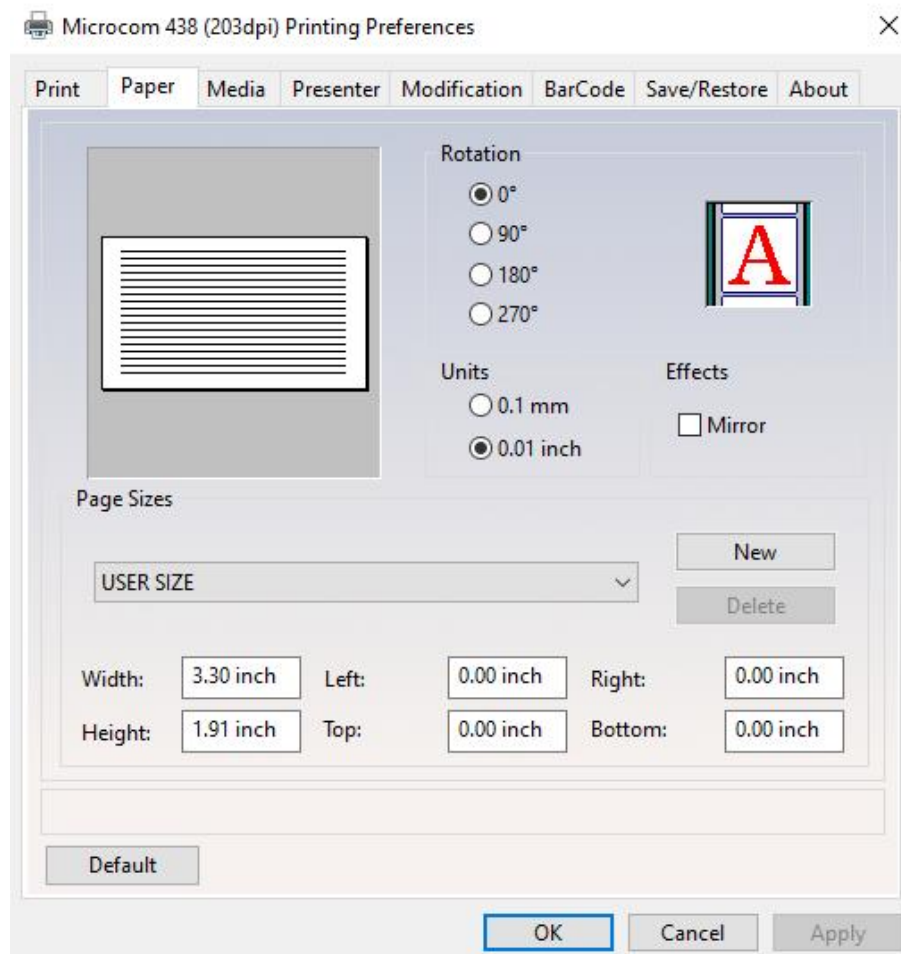 Microcom 438 (203dpi) Printing Preferences
Print Paper Media Presenter Modification BarCode Save/Restore About
Rotation
0°
90°
180°
270°
A
Units
0.1 mm
0.01 inch
Effects
Mirror
Page Sizes
USER SIZE
New
Delete
Width: 3.30 inch Left: 0.00 inch Right: 0.00 inch
Height: 1.91 inch Top: 0.00 inch Bottom: 0.00 inch
Default
OK Cancel Apply